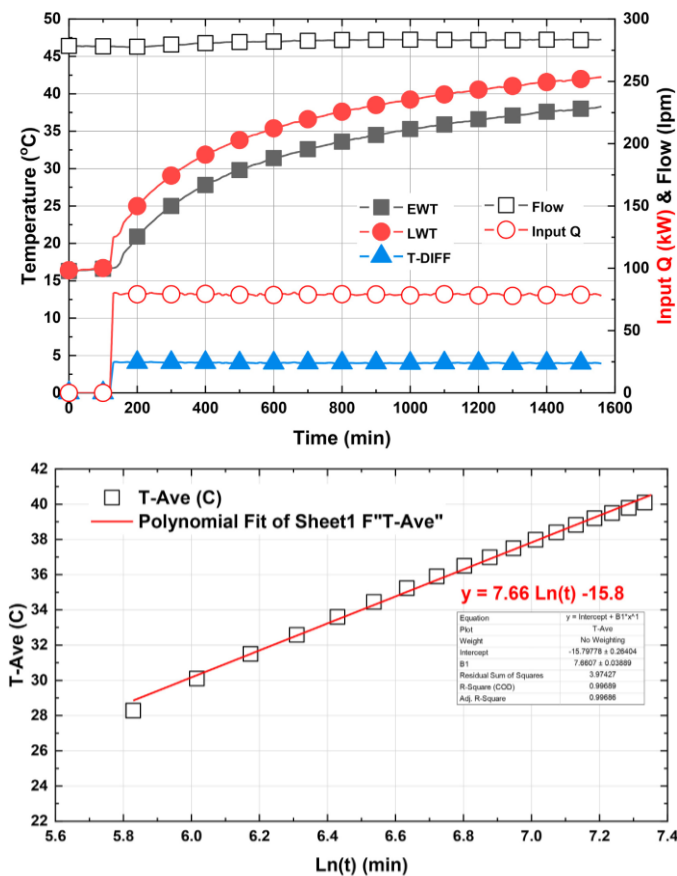 50
45
40
35
30
25
20
15
10
5
0
Temperature (°C)
300
250
200
150
100
50
0
Input Q (kW) & Flow (lpm)
EWT
LWT
T-DIFF
Flow
Input Q
0 200 400 600 800 1000 1200 1400 1600
Time (min)
42
40
38
36
34
32
30
28
26
24
22
T-Ave (C)
T-Ave (C)
Polynomial Fit of Sheet1 F"T-Ave"
y = 7.66 Ln(t) -15.8
Equation y = Intercept + B1*x^1
Plot T-Ave
Weight No Weighting
Intercept -15.79778 ± 0.26404
B1 7.6607 ± 0.03889
Residual Sum of Squares 3.97427
R-Square (COD) 0.99689
Adj. R-Square 0.99686
5.6 5.8 6.0 6.2 6.4 6.6 6.8 7.0 7.2 7.4
Ln(t) (min)